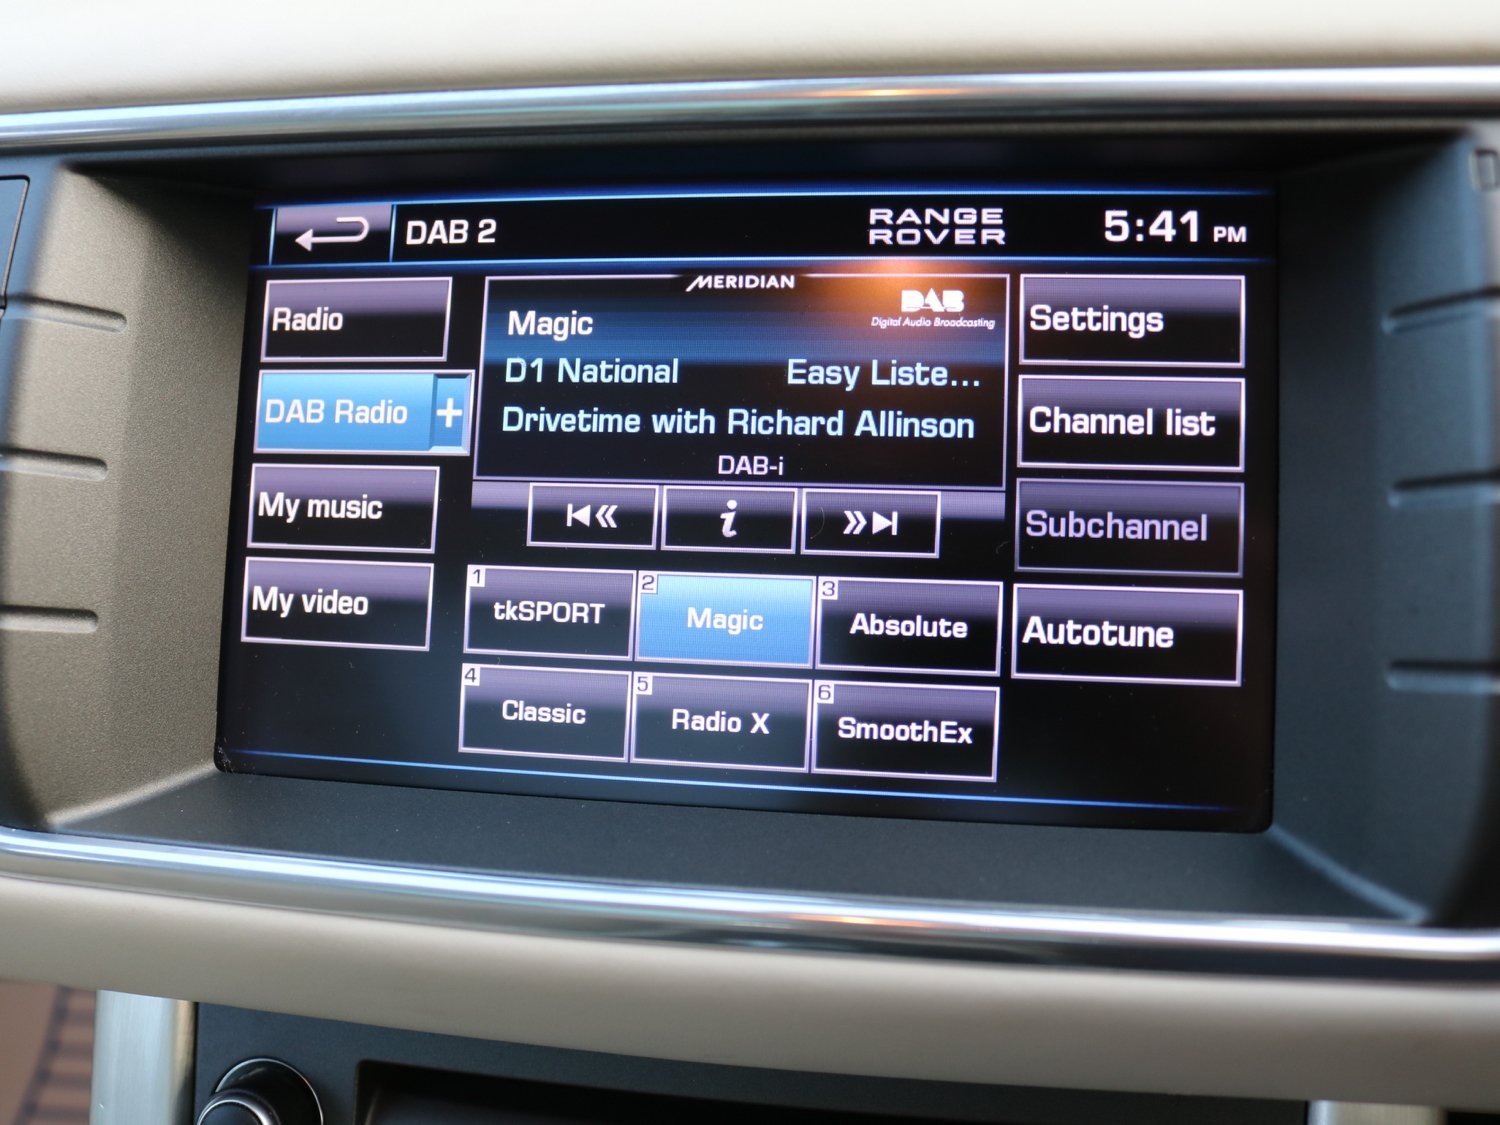 DAB 2
RANGE
ROVER
5:41 PM
Radio
DAB Radio +
My music
My video
MERIDIAN
DAB
Digital Audio Broadcasting
Magic
D1 National Easy Liste...
Drivetime with Richard Allinson
DAB-i
i
1 tkSPORT
2 Magic
3 Absolute
4 Classic
5 Radio X
6 SmoothEx
Settings
Channel list
Subchannel
Autotune